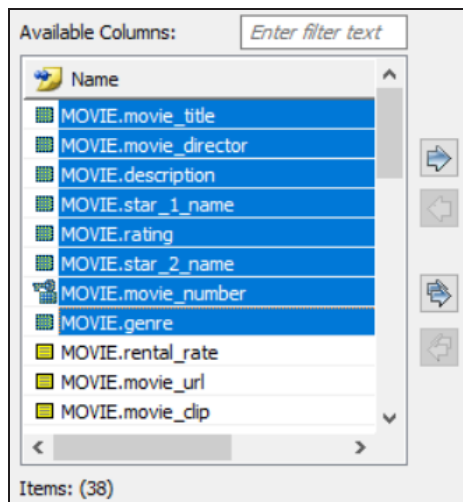 Available Columns: Enter filter text
Name
MOVIE.movie_title
MOVIE.movie_director
MOVIE.description
MOVIE.star_1_name
MOVIE.rating
MOVIE.star_2_name
MOVIE.movie_number
MOVIE.genre
MOVIE.rental_rate
MOVIE.movie_url
MOVIE.movie_clip
Items: (38)